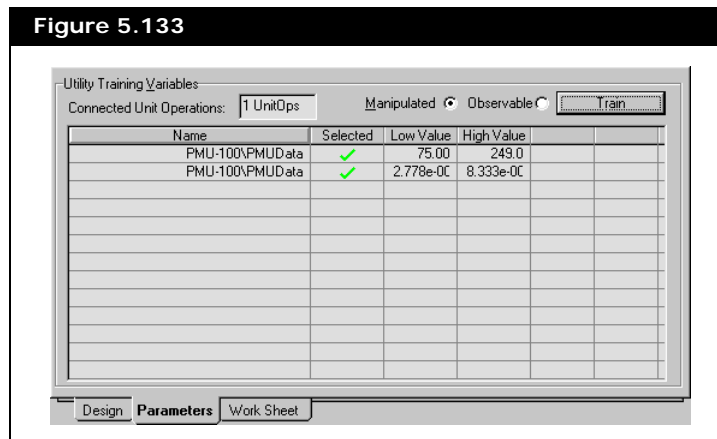 Figure 5.133
Utility Training Variables
Connected Unit Operations: 1 UnitOps Manipulated Observable Train
Name Selected Low Value High Value
PMU-100\PMUData 75.00 249.0
PMU-100\PMUData 2.778e-0C 8.333e-0C
Design Parameters Work Sheet